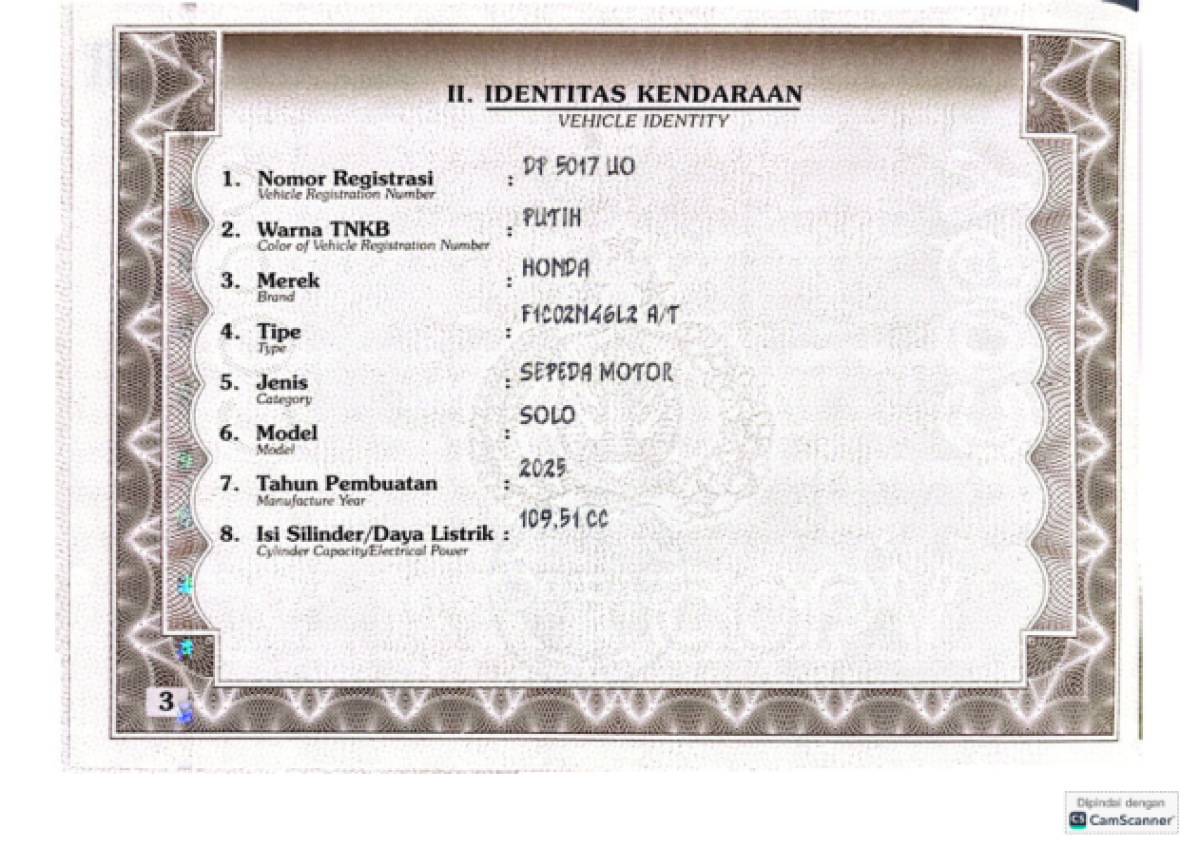 II. IDENTITAS KENDARAAN
VEHICLE IDENTITY
1. Nomor Registrasi : DP 5017 UO
Vehicle Registration Number
2. Warna TNKB : PUTIH
Color of Vehicle Registration Number
3. Merek : HONDA
Brand
4. Tipe : F1C02N46L2 A/T
Type
5. Jenis : SEPEDA MOTOR
Category
6. Model : SOLO
Model
7. Tahun Pembuatan : 2025
Manufacture Year
8. Isi Silinder/Daya Listrik : 109,51 CC
Cylinder Capacity/Electrical Power
3
Dipindai dengan
CS CamScanner